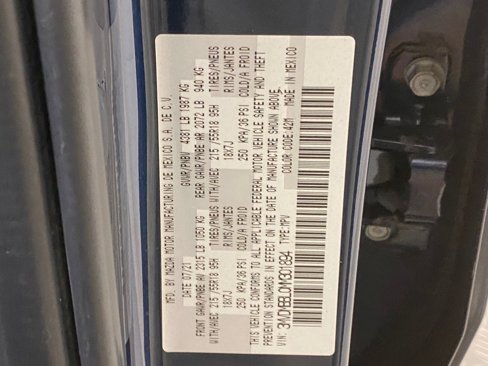 MFD. BY MAZDA MOTOR MANUFACTURING DE MEXICO S.A. DE C.V.
DATE 07/21 GVWR/PNBV 4381 LB 1987 KG
FRONT GAWR/PNBE AV 2315 LB 1050 KG REAR GAWR/PNBE AR 2072 LB 940 KG
WITH/AVEC 215 /55R18 95H TIRES/PNEUS WITH/AVEC 215 /55R18 95H TIRES/PNEUS
18X7J RIMS/JANTES 18X7J RIMS/JANTES
250 KPA/36 PSI COLD/A FROID 250 KPA/36 PSI COLD/A FROID
THIS VEHICLE CONFORMS TO ALL APPLICABLE FEDERAL MOTOR VEHICLE SAFETY AND THEFT
PREVENTION STANDARDS IN EFFECT ON THE DATE OF MANUFACTURE SHOWN ABOVE.
VIN: TYPE: MPV COLOR CODE: 42M MADE IN MEXICO